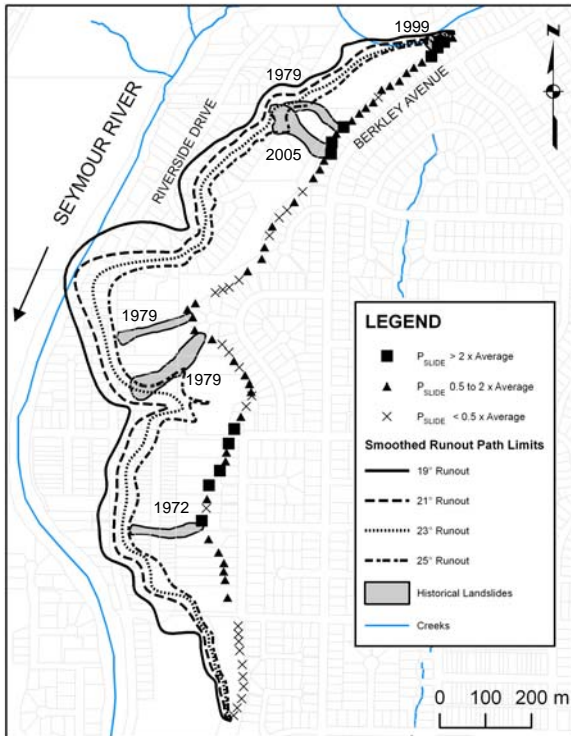 1999
1979
BERKLEY AVENUE
RIVERSIDE DRIVE
2005
SEYMOUR RIVER
N
1979
1979
1972
LEGEND
P_SLIDE > 2 x Average
P_SLIDE 0.5 to 2 x Average
P_SLIDE < 0.5 x Average
Smoothed Runout Path Limits
19° Runout
21° Runout
23° Runout
25° Runout
Historical Landslides
Creeks
0 100 200 m